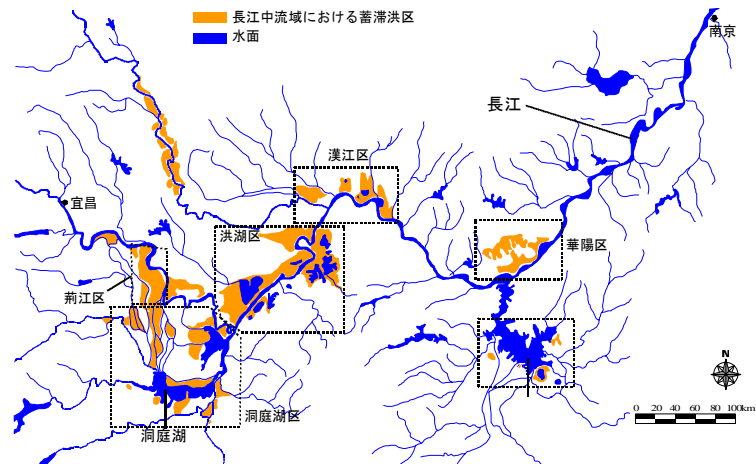 長江中流域における蓄滞洪区
水面
南京
長江
漢江区
宜昌
洪湖区
華陽区
荊江区
N
0 20 40 60 80 100km
洞庭湖区
洞庭湖